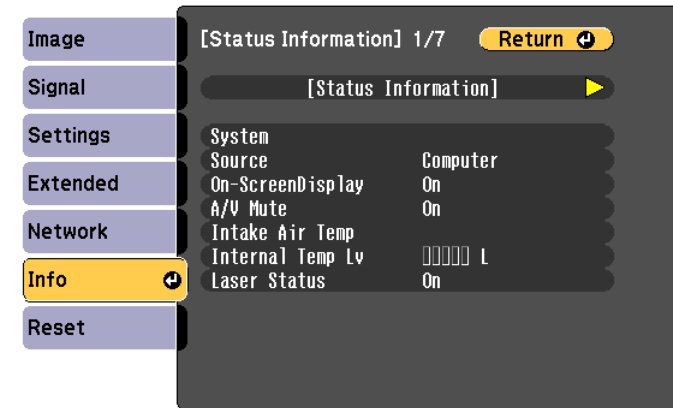 Image
Signal
Settings
Extended
Network
Info
Reset
[Status Information] 1/7 Return
[Status Information]
System
Source Computer
On-ScreenDisplay On
A/V Mute On
Intake Air Temp
Internal Temp Lv ▯▯▯▯▯ L
Laser Status On